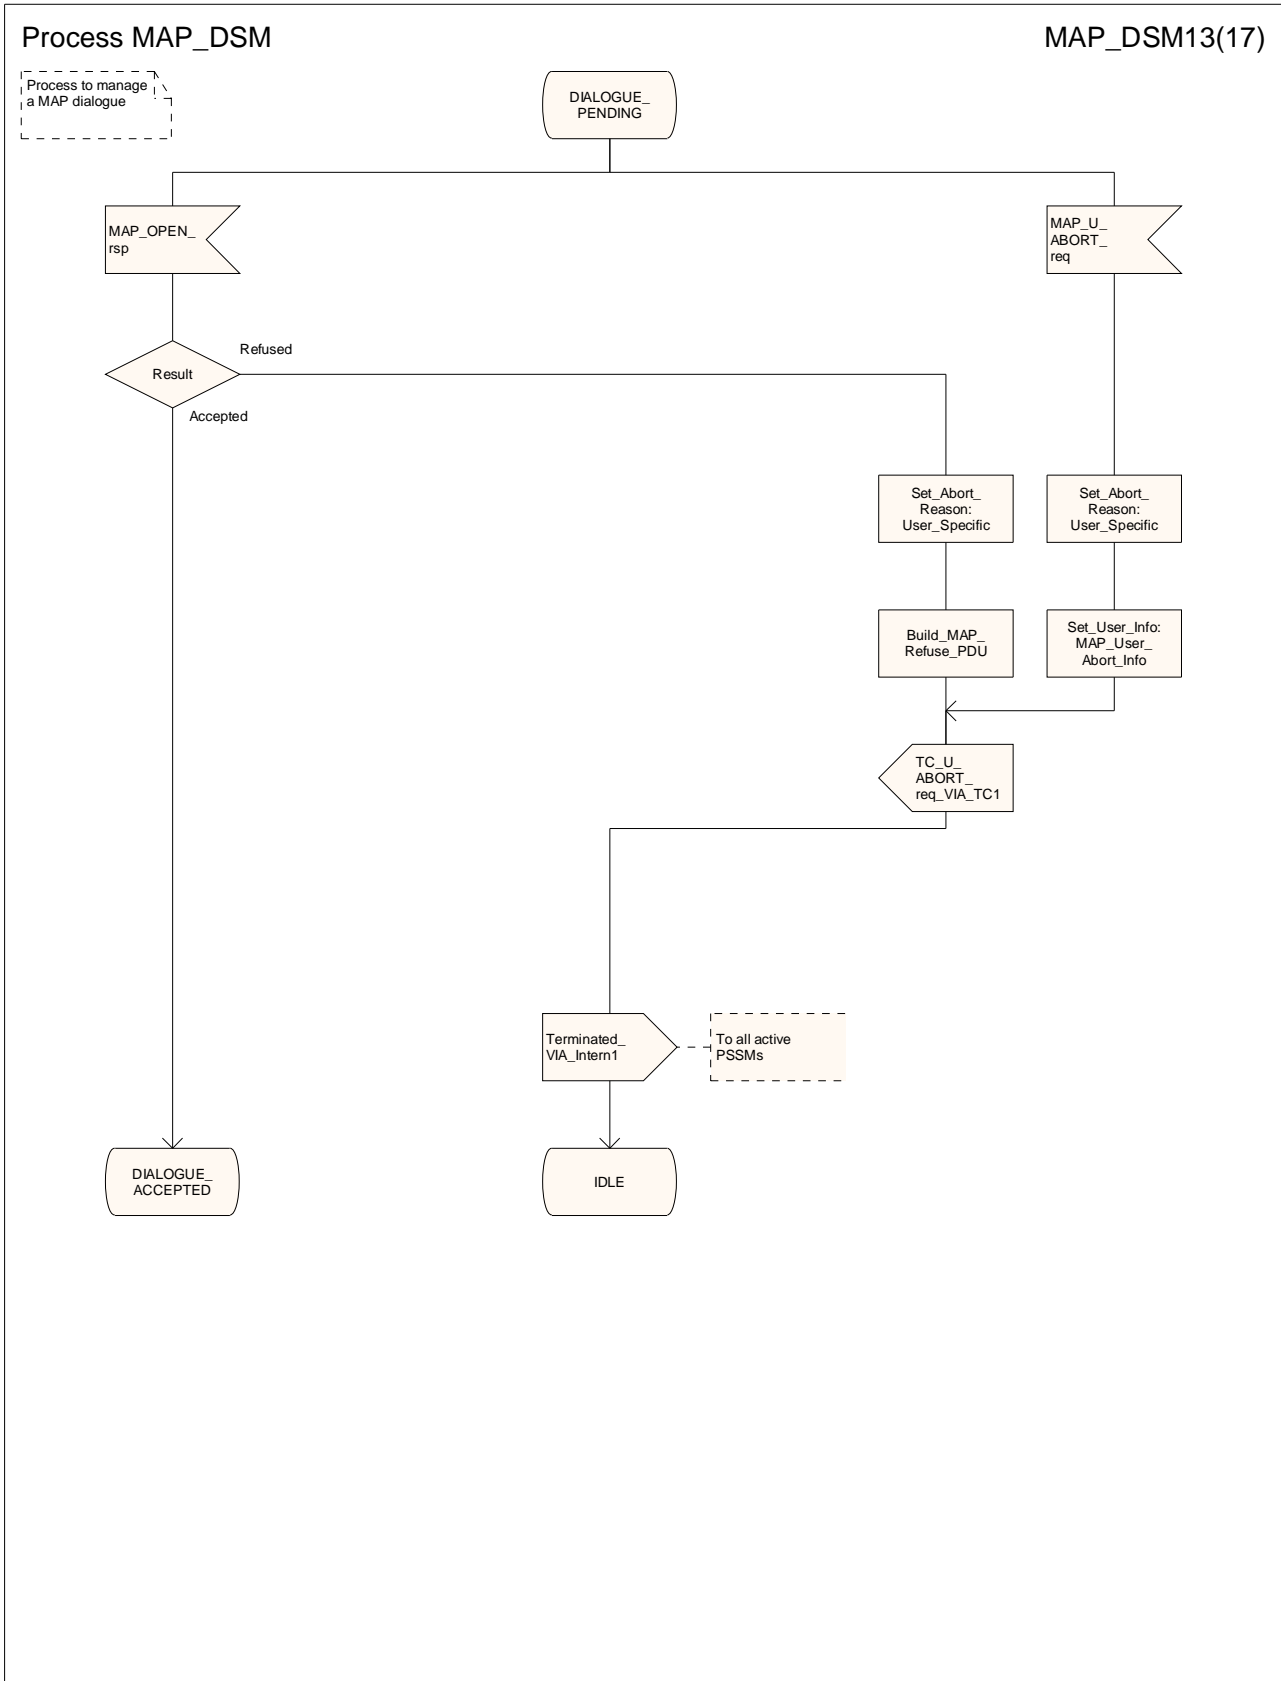 Process MAP_DSM
MAP_DSM13(17)
Process to manage
a MAP dialogue
DIALOGUE_
PENDING
MAP_OPEN_
rsp
MAP_U_
ABORT_
req
Result
Refused
Accepted
Set_Abort_
Reason:
User_Specific
Set_Abort_
Reason:
User_Specific
Build_MAP_
Refuse_PDU
Set_User_Info:
MAP_User_
Abort_Info
TC_U_
ABORT_
req_VIA_TC1
Terminated_
VIA_Intern1
To all active
PSSMs
DIALOGUE_
ACCEPTED
IDLE